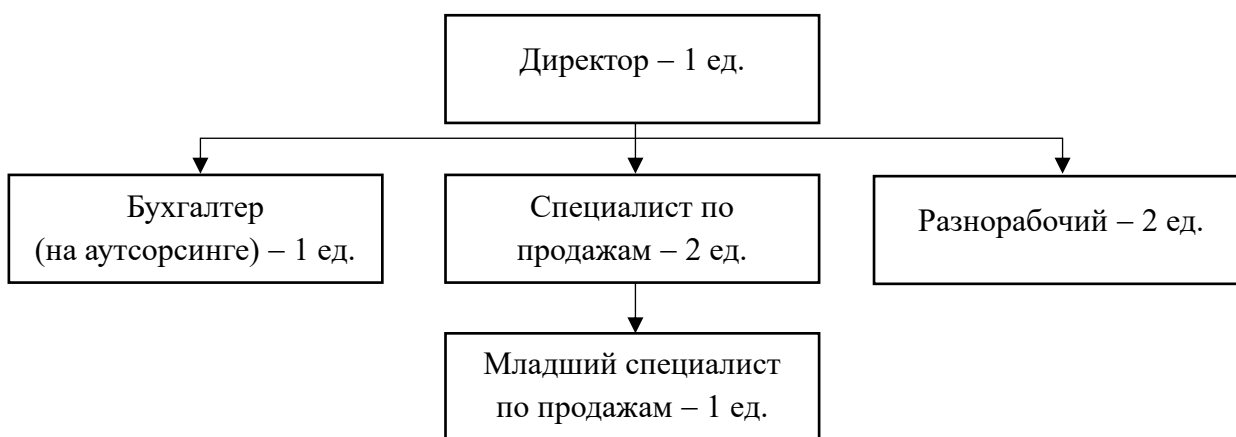 Директор – 1 ед.
Бухгалтер
(на аутсорсинге) – 1 ед.
Специалист по
продажам – 2 ед.
Разнорабочий – 2 ед.
Младший специалист
по продажам – 1 ед.